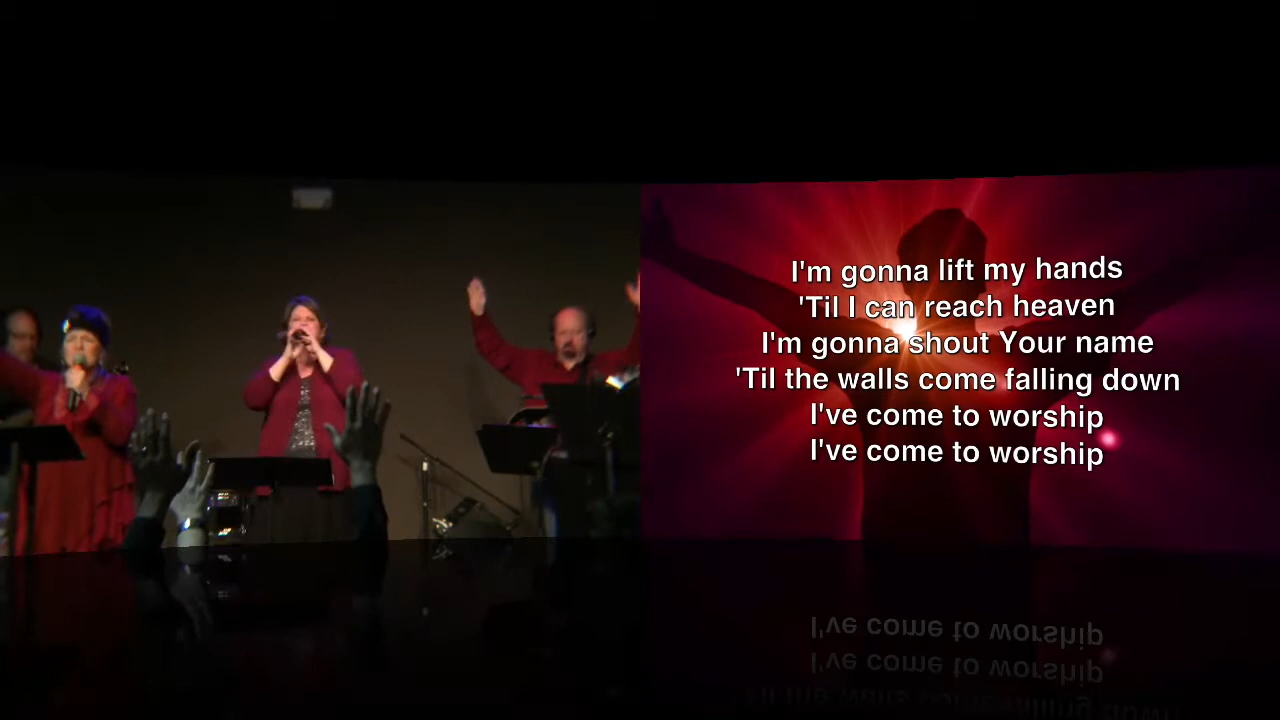 I'm gonna lift my hands
'Til I can reach heaven
I'm gonna shout Your name
'Til the walls come falling down
I've come to worship
I've come to worship